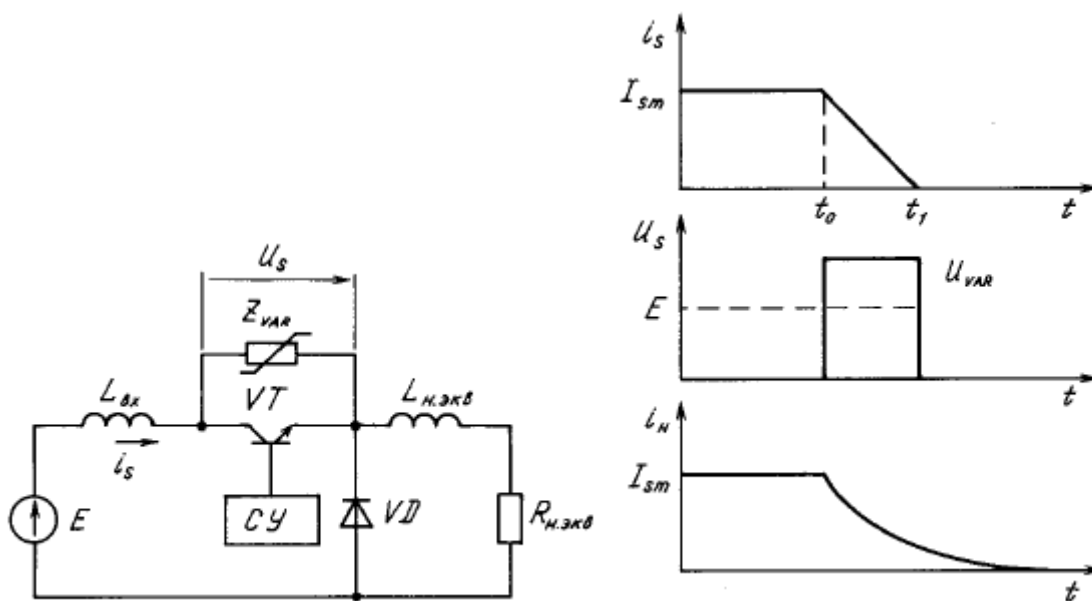 U_s
Z_VAR
VT
L_вх
L_н.экв
i_s
E
СУ
VD
R_н.экв
i_s
I_sm
t_0
t_1
t
U_s
U_VAR
E
t
i_н
I_sm
t